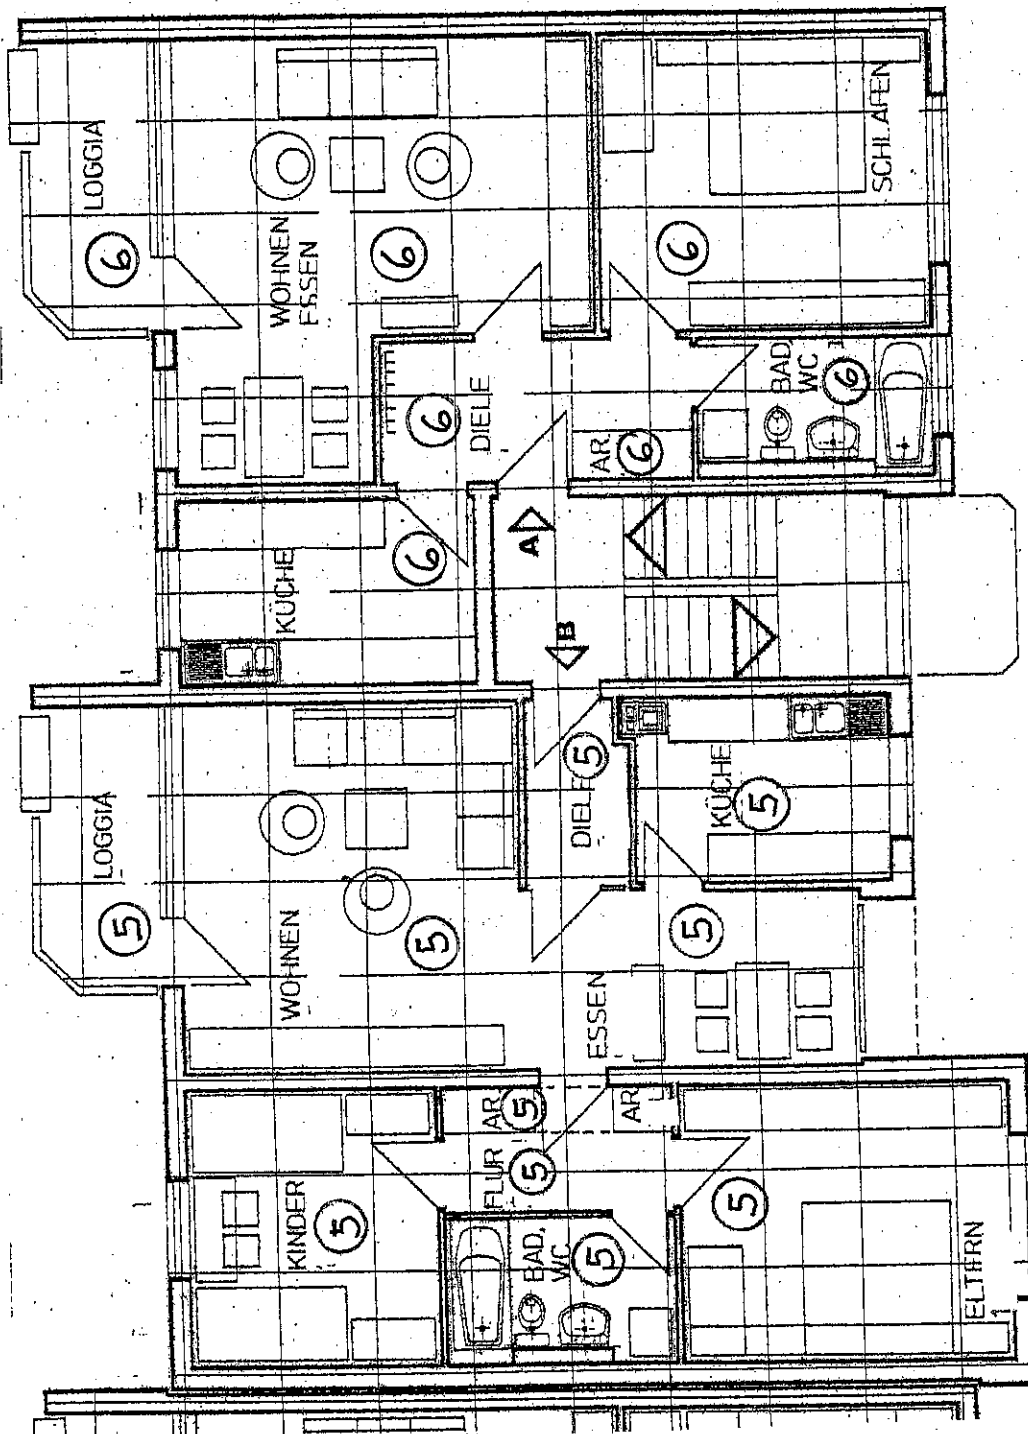 LOGGIA
6
WOHNEN
ESSEN
6
SCHLAFEN
6
DIELE
6
AR
6
BAD,
WC
6
KÜCHE
6
A
B
LOGGIA
5
WOHNEN
5
DIELE
5
KÜCHE
5
ESSEN
5
KINDER
5
FLUR
5
AR
5
AR
BAD,
WC
5
ELTERN
5